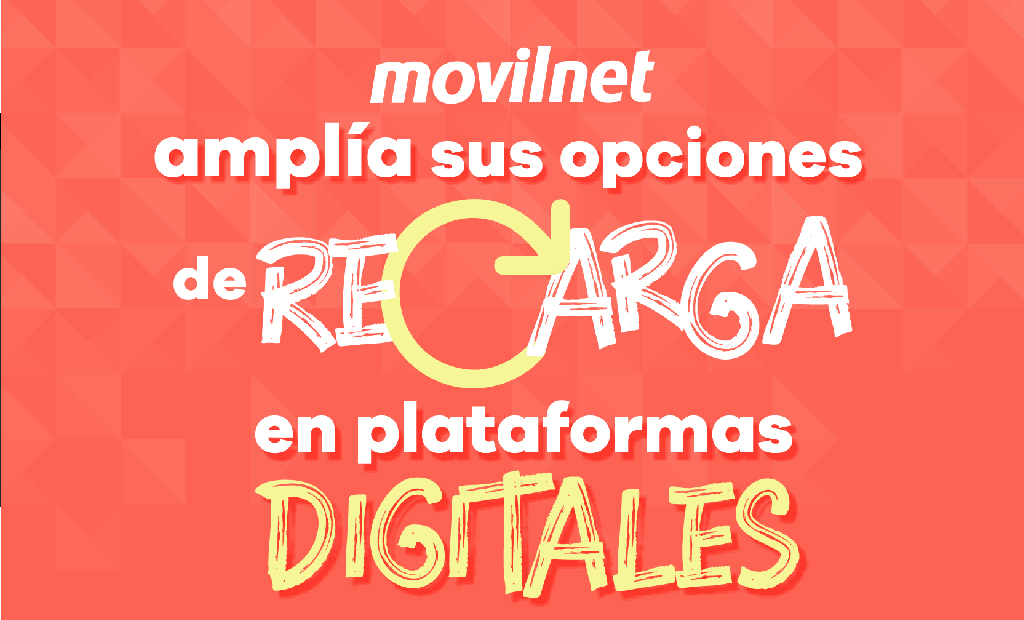 movilnet
amplía sus opciones
de RECARGA
en plataformas
DIGITALES